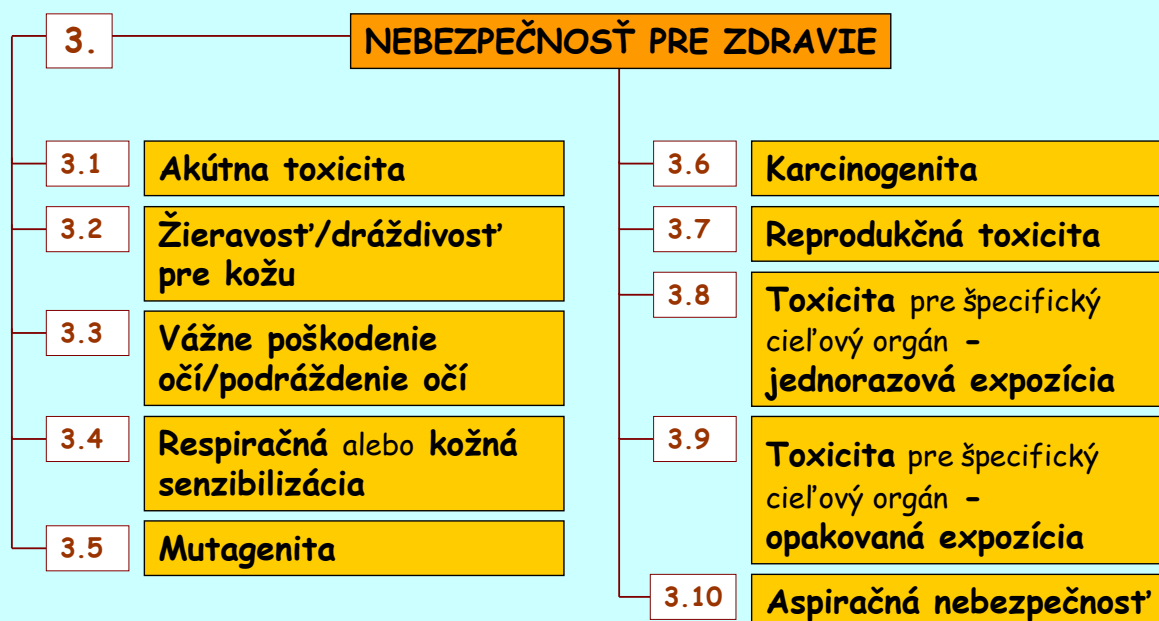 3.
NEBEZPEČNOSŤ PRE ZDRAVIE
3.1
Akútna toxicita
3.2
Žieravosť/dráždivosť
pre kožu
3.3
Vážne poškodenie
očí/podráždenie očí
3.4
Respiračná alebo kožná
senzibilizácia
3.5
Mutagenita
3.6
Karcinogenita
3.7
Reprodukčná toxicita
3.8
Toxicita pre špecifický
cieľový orgán –
jednorazová expozícia
3.9
Toxicita pre špecifický
cieľový orgán –
opakovaná expozícia
3.10
Aspiračná nebezpečnosť